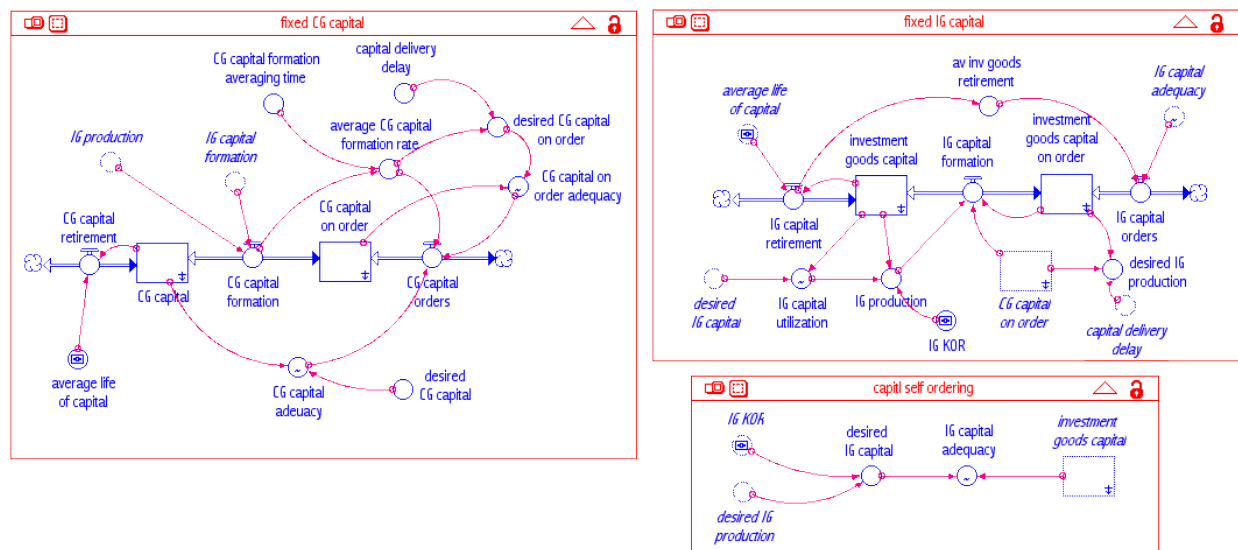 fixed CG capital
CG capital formation
averaging time
capital delivery
delay
IG production
IG capital
formation
average CG capital
formation rate
desired CG capital
on order
CG capital on
order adequacy
CG capital
retirement
CG capital
on order
CG capital
CG capital
formation
CG capital
orders
average life
of capital
CG capital
adeuacy
desired
CG capital
fixed IG capital
av inv goods
retirement
IG capital
adequacy
average life
of capital
investment
goods capital
IG capital
formation
investment
goods capital
on order
IG capital
retirement
IG capital
orders
desired
IG capital
IG capital
utilization
IG production
CG capital
on order
desired IG
production
IG KOR
capital delivery
delay
capitl self ordering
IG KOR
desired
IG capital
IG capital
adequacy
investment
goods capital
desired IG
production